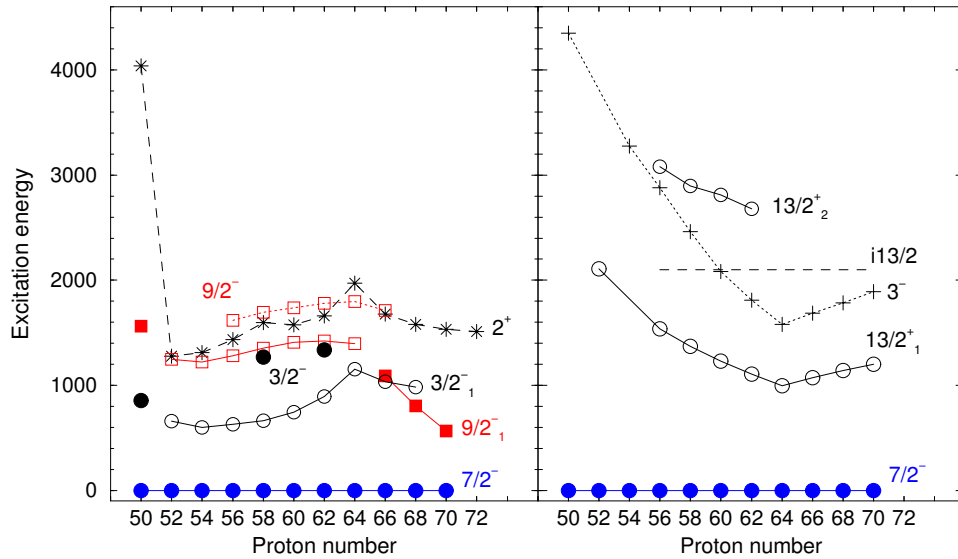 Excitation energy
4000
3000
2000
1000
0
9/2⁻
2⁺
3/2⁻
3/2⁻₁
9/2⁻₁
7/2⁻
50 52 54 56 58 60 62 64 66 68 70 72
Proton number
13/2⁺₂
i13/2
3⁻
13/2⁺₁
7/2⁻
50 52 54 56 58 60 62 64 66 68 70 72
Proton number